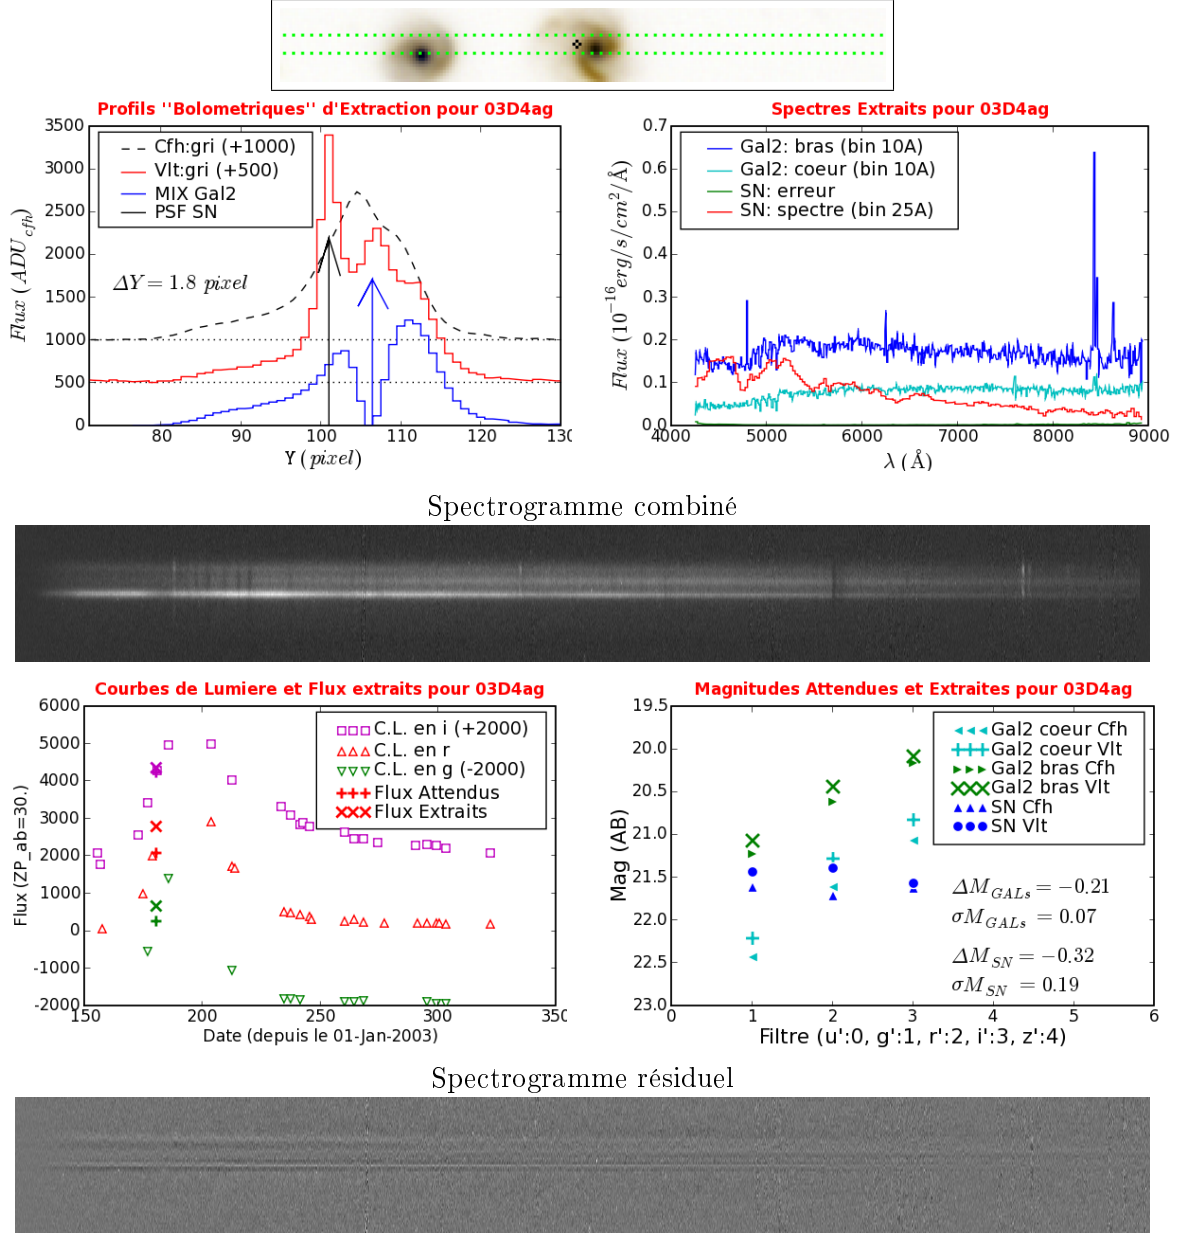 Profils ''Bolometriques'' d'Extraction pour 03D4ag
3500
3000
2500
2000
1500
1000
500
0
Flux (ADU_cfh)
Cfh:gri (+1000)
Vlt:gri (+500)
MIX Gal2
PSF SN
ΔY = 1.8 pixel
80 90 100 110 120 130
Y (pixel)
Spectres Extraits pour 03D4ag
0.7
0.6
0.5
0.4
0.3
0.2
0.1
0.0
Flux (10^{-16} erg/s/cm^2/Å)
Gal2: bras (bin 10A)
Gal2: coeur (bin 10A)
SN: erreur
SN: spectre (bin 25A)
4000 5000 6000 7000 8000 9000
λ (Å)
Spectrogramme combiné
Courbes de Lumiere et Flux extraits pour 03D4ag
6000
5000
4000
3000
2000
1000
0
-1000
-2000
Flux (ZP_ab=30.)
C.L. en i (+2000)
C.L. en r
C.L. en g (-2000)
Flux Attendus
Flux Extraits
150 200 250 300 350
Date (depuis le 01-Jan-2003)
Magnitudes Attendues et Extraites pour 03D4ag
19.5
20.0
20.5
21.0
21.5
22.0
22.5
23.0
Mag (AB)
Gal2 coeur Cfh
Gal2 coeur Vlt
Gal2 bras Cfh
Gal2 bras Vlt
SN Cfh
SN Vlt
ΔM_GALs = −0.21
σM_GALs = 0.07
ΔM_SN = −0.32
σM_SN = 0.19
0 1 2 3 4 5 6
Filtre (u':0, g':1, r':2, i':3, z':4)
Spectrogramme résiduel